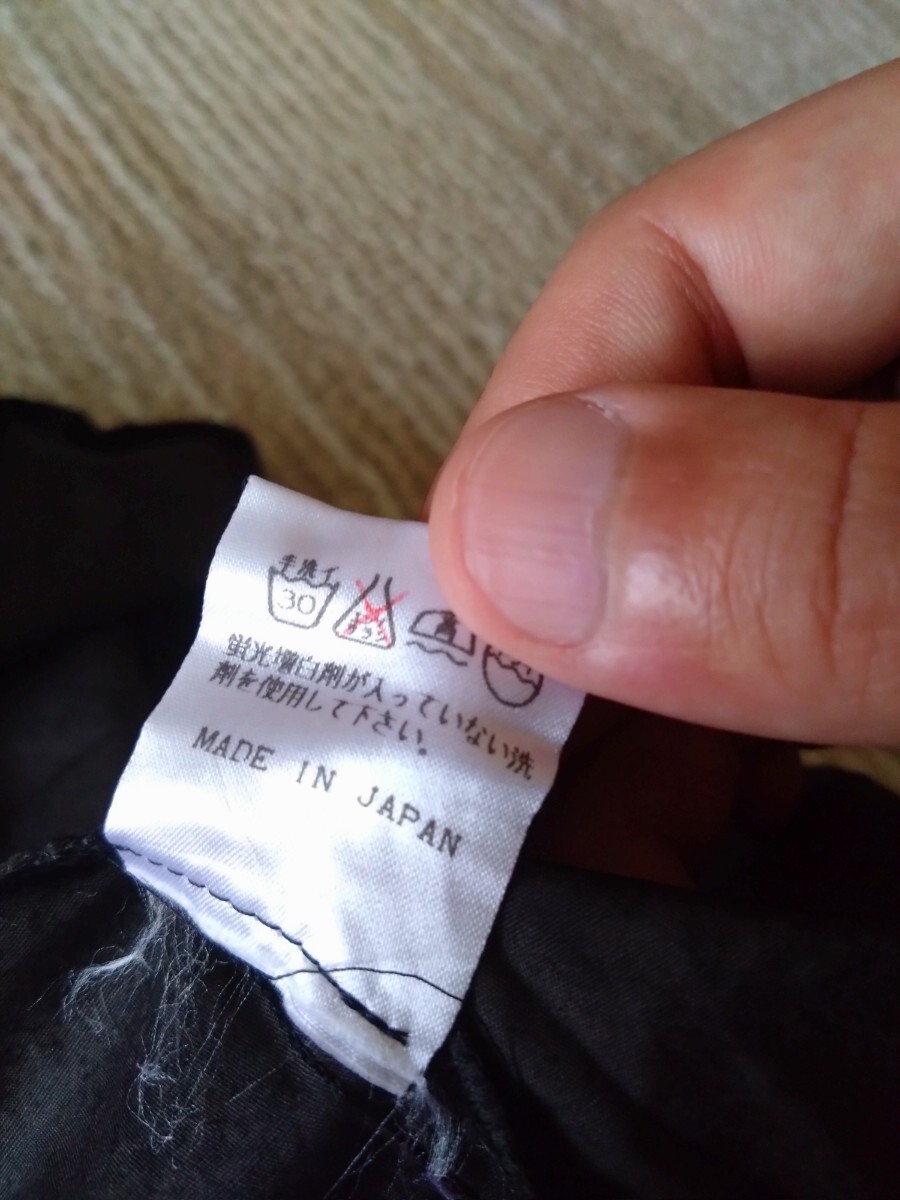 手洗イ
30
中
蛍光増白剤が入っていない洗
剤を使用して下さい。
MADE IN JAPAN